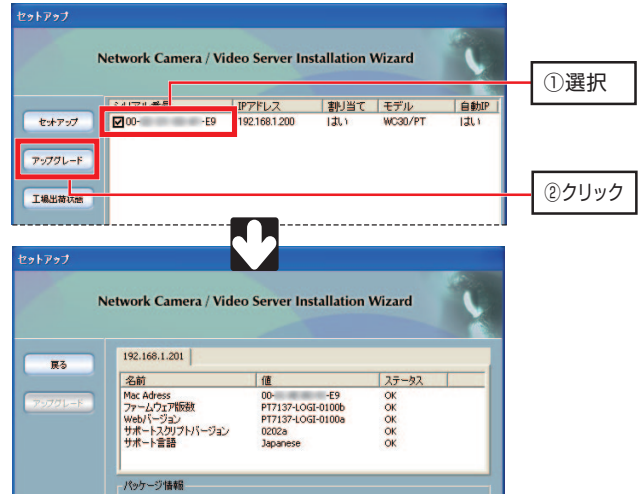 セットアップ
Network Camera / Video Server Installation Wizard
①選択
シリアル番号 IPアドレス 割り当て モデル 自動IP
00- -E9 192.168.1.200 はい WC30/PT はい
セットアップ
アップグレード
②クリック
工場出荷状態
セットアップ
Network Camera / Video Server Installation Wizard
戻る
アップグレード
192.168.1.201
名前 値 ステータス
Mac Adress 00- -E9 OK
ファームウェア版数 PT7137-LOGI-0100b OK
Webバージョン PT7137-LOGI-0100a OK
サポートスクリプトバージョン 0202a OK
サポート言語 Japanese OK
パッケージ情報